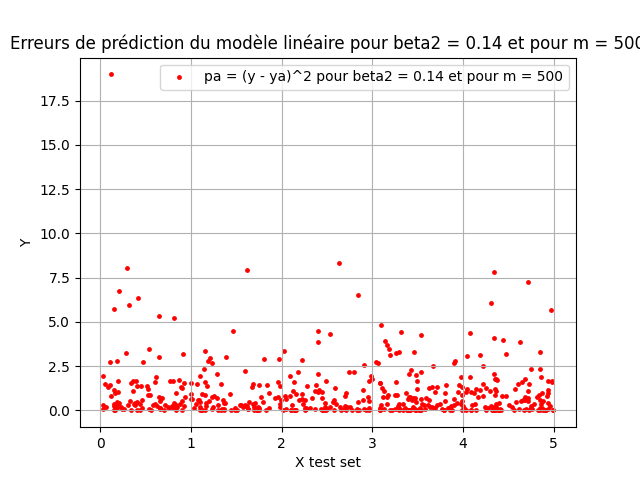 Erreurs de prédiction du modèle linéaire pour beta2 = 0.14 et pour m = 500
pa = (y - ya)^2 pour beta2 = 0.14 et pour m = 500
17.5
15.0
12.5
10.0
7.5
5.0
2.5
0.0
Y
0 1 2 3 4 5
X test set